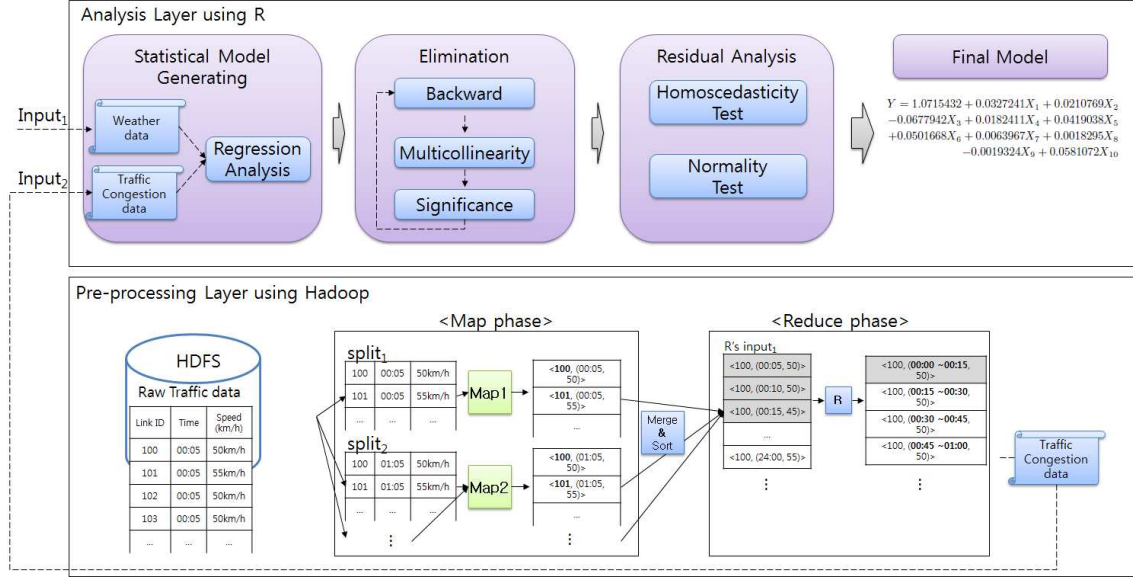 Analysis Layer using R
Statistical Model
Generating
Input1
Weather
data
Input2
Traffic
Congestion
data
Regression
Analysis
Elimination
Backward
Multicollinearity
Significance
Residual Analysis
Homoscedasticity
Test
Normality
Test
Final Model
Y = 1.0715432 + 0.0327241X1 + 0.0210769X2
−0.0677942X3 + 0.0182411X4 + 0.0419038X5
+0.0501668X6 + 0.0063967X7 + 0.0018295X8
−0.0019324X9 + 0.0581072X10
Pre-processing Layer using Hadoop
HDFS
Raw Traffic data
Link ID Time Speed
(km/h)
100 00:05 50km/h
101 00:05 55km/h
102 00:05 50km/h
103 00:05 50km/h
... ... ...
<Map phase>
split1
100 00:05 50km/h
101 00:05 55km/h
... ... ...
Map1
<100, (00:05,
50)>
<101, (00:05,
55)>
...
split2
100 01:05 50km/h
101 01:05 55km/h
... ... ...
Map2
<100, (01:05,
50)>
<101, (01:05,
55)>
...
Merge
&
Sort
<Reduce phase>
R's input1
<100, (00:05, 50)>
<100, (00:10, 50)>
<100, (00:15, 45)>
...
<100, (24:00, 55)>
R
<100, (00:00 ~00:15,
50)>
<100, (00:15 ~00:30,
50)>
<100, (00:30 ~00:45,
50)>
<100, (00:45 ~01:00,
50)>
Traffic
Congestion
data